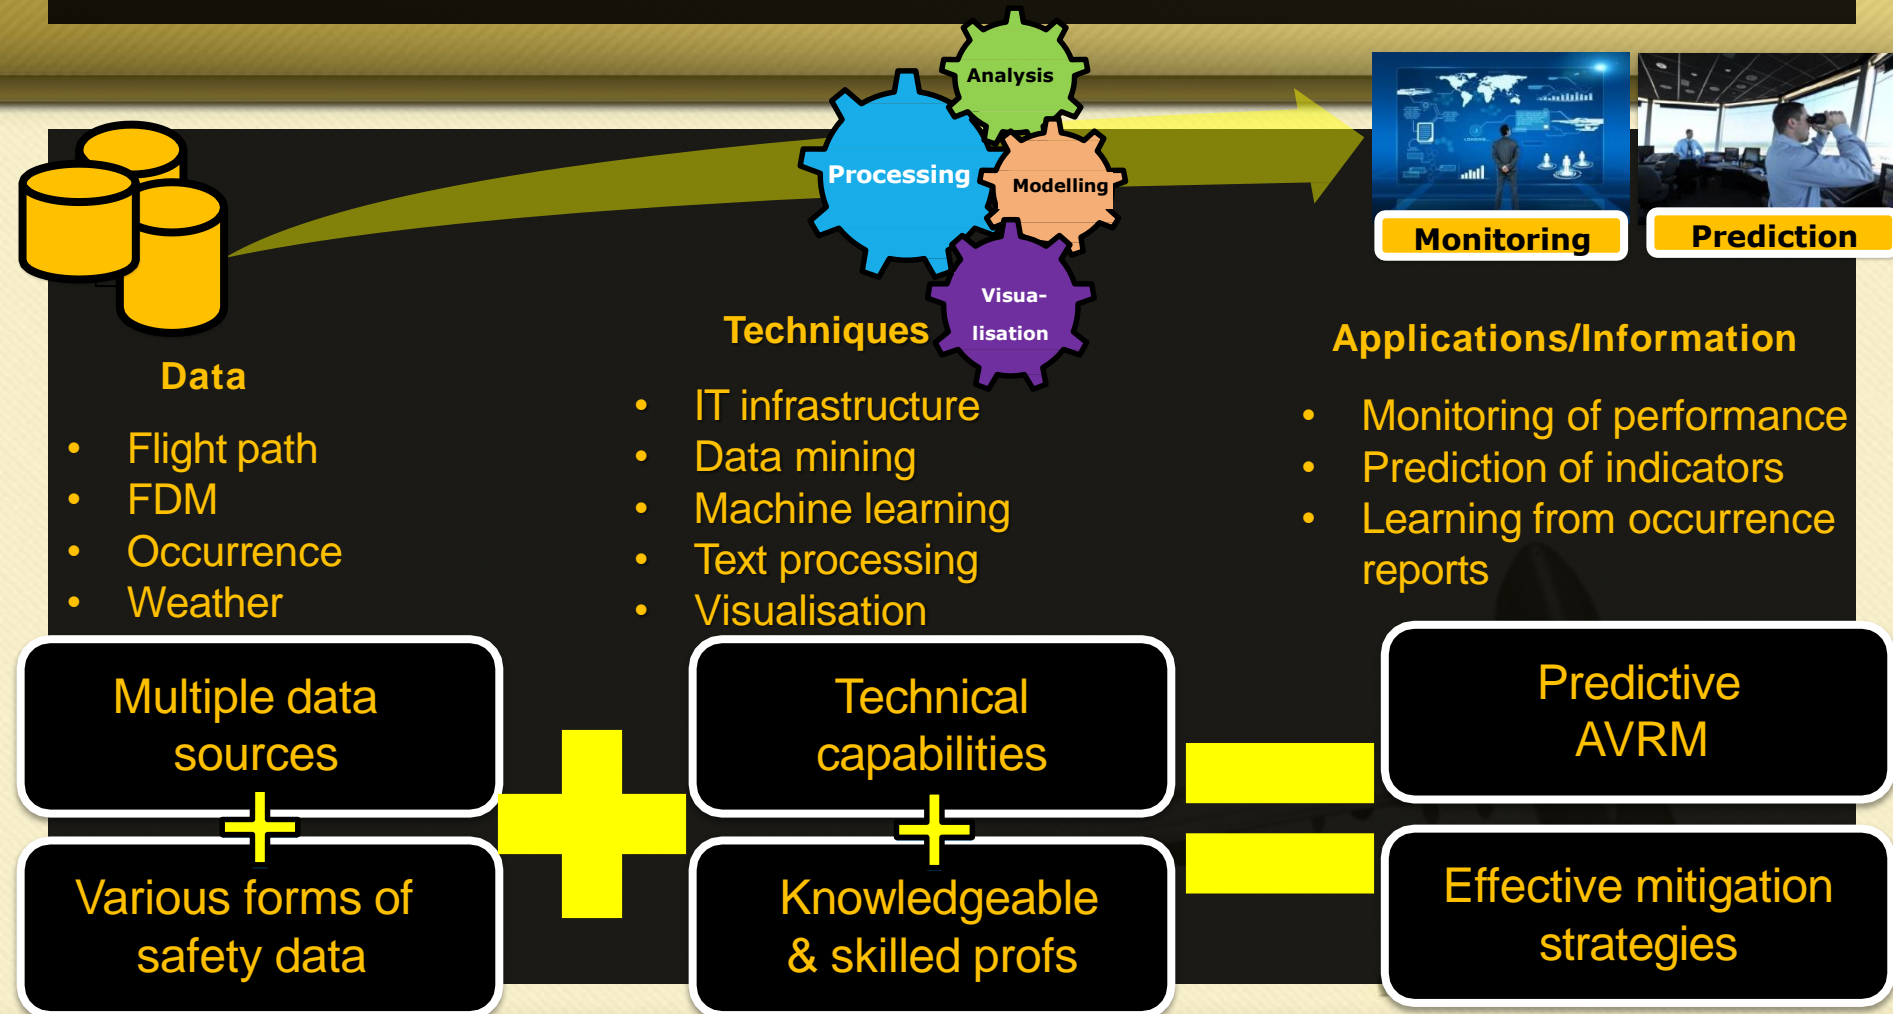 Analysis
Processing
Modelling
Visua-
lisation
Monitoring
Prediction
Data
• Flight path
• FDM
• Occurrence
• Weather
Techniques
• IT infrastructure
• Data mining
• Machine learning
• Text processing
• Visualisation
Applications/Information
• Monitoring of performance
• Prediction of indicators
• Learning from occurrence
reports
Multiple data
sources
+
Various forms of
safety data
Technical
capabilities
+
Knowledgeable
& skilled profs
Predictive
AVRM
Effective mitigation
strategies